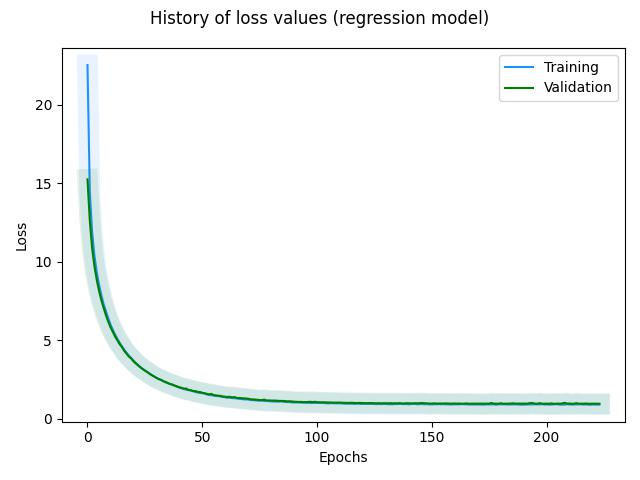 History of loss values (regression model)
Training
Validation
20
15
10
5
0
Loss
0 50 100 150 200
Epochs